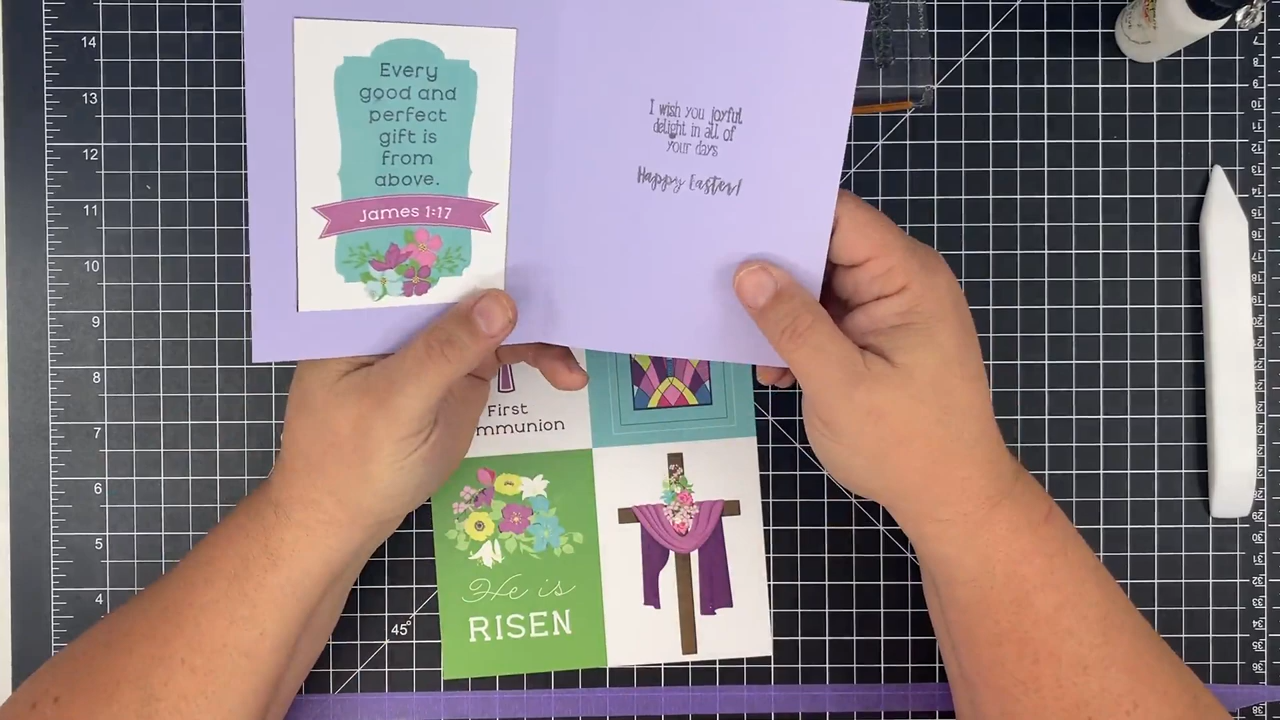 Every
good and
perfect
gift is
from
above.
James 1:17
I wish you joyful
delight in all of
your days
Happy Easter!
First
mmunion
He is
RISEN
14
13
12
11
10
9
8
7
6
5
4
45°